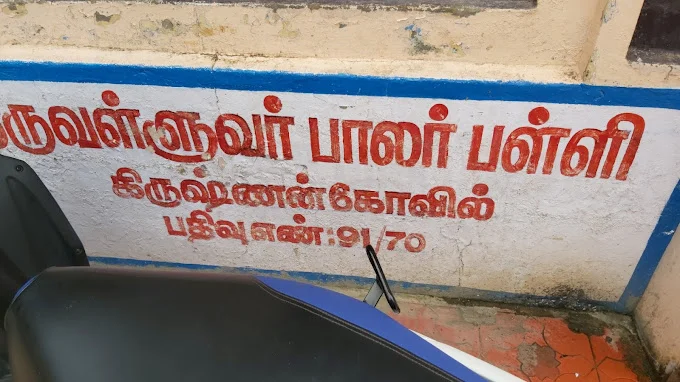 திருவள்ளுவர் பாலர் பள்ளி
கிருஷ்ணன்கோவில்
பதிவு எண்: 91/70